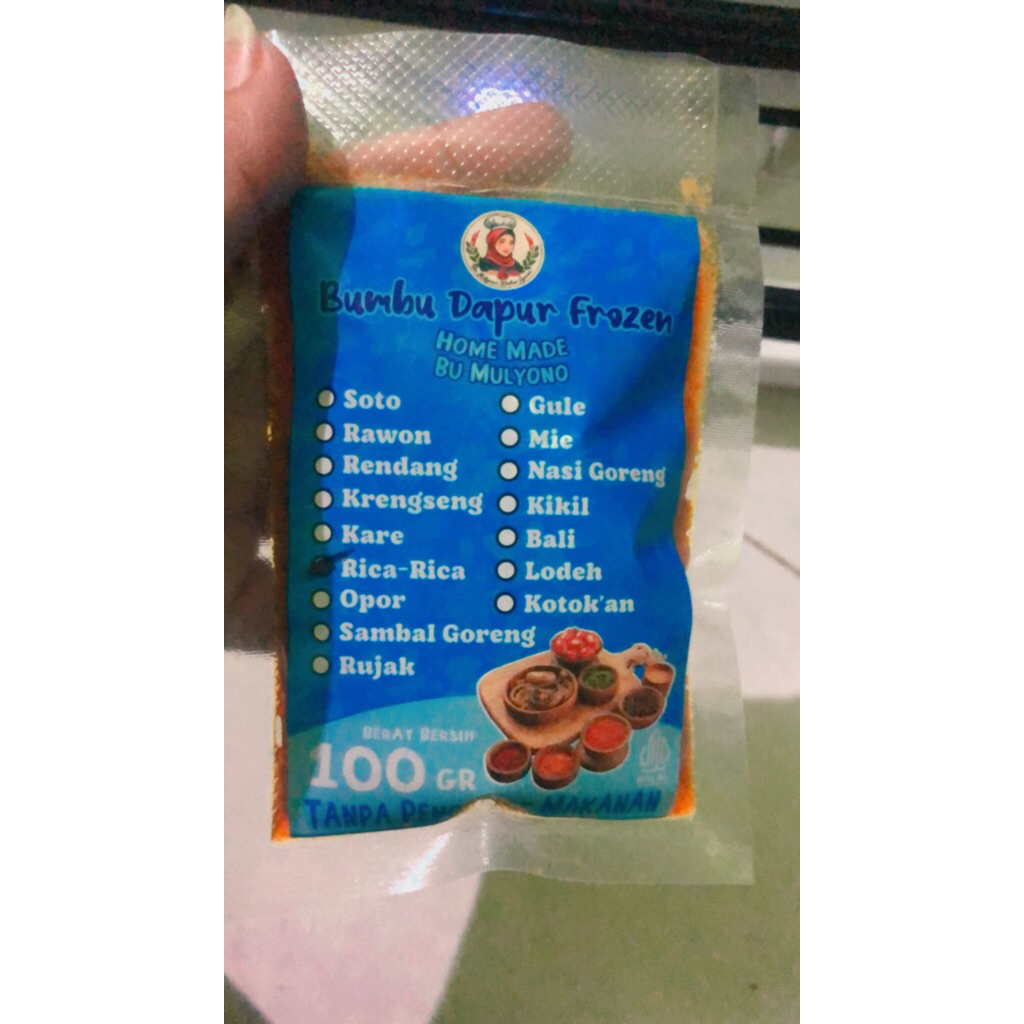 Bumbu Dapur Frozen
HOME MADE
BU MULYONO
Soto
Rawon
Rendang
Krengseng
Kare
Rica-Rica
Opor
Sambal Goreng
Rujak
Gule
Mie
Nasi Goreng
Kikil
Bali
Lodeh
Kotok'an
BERAT BERSIH
100 GR
HALAL
TANPA MAKANAN